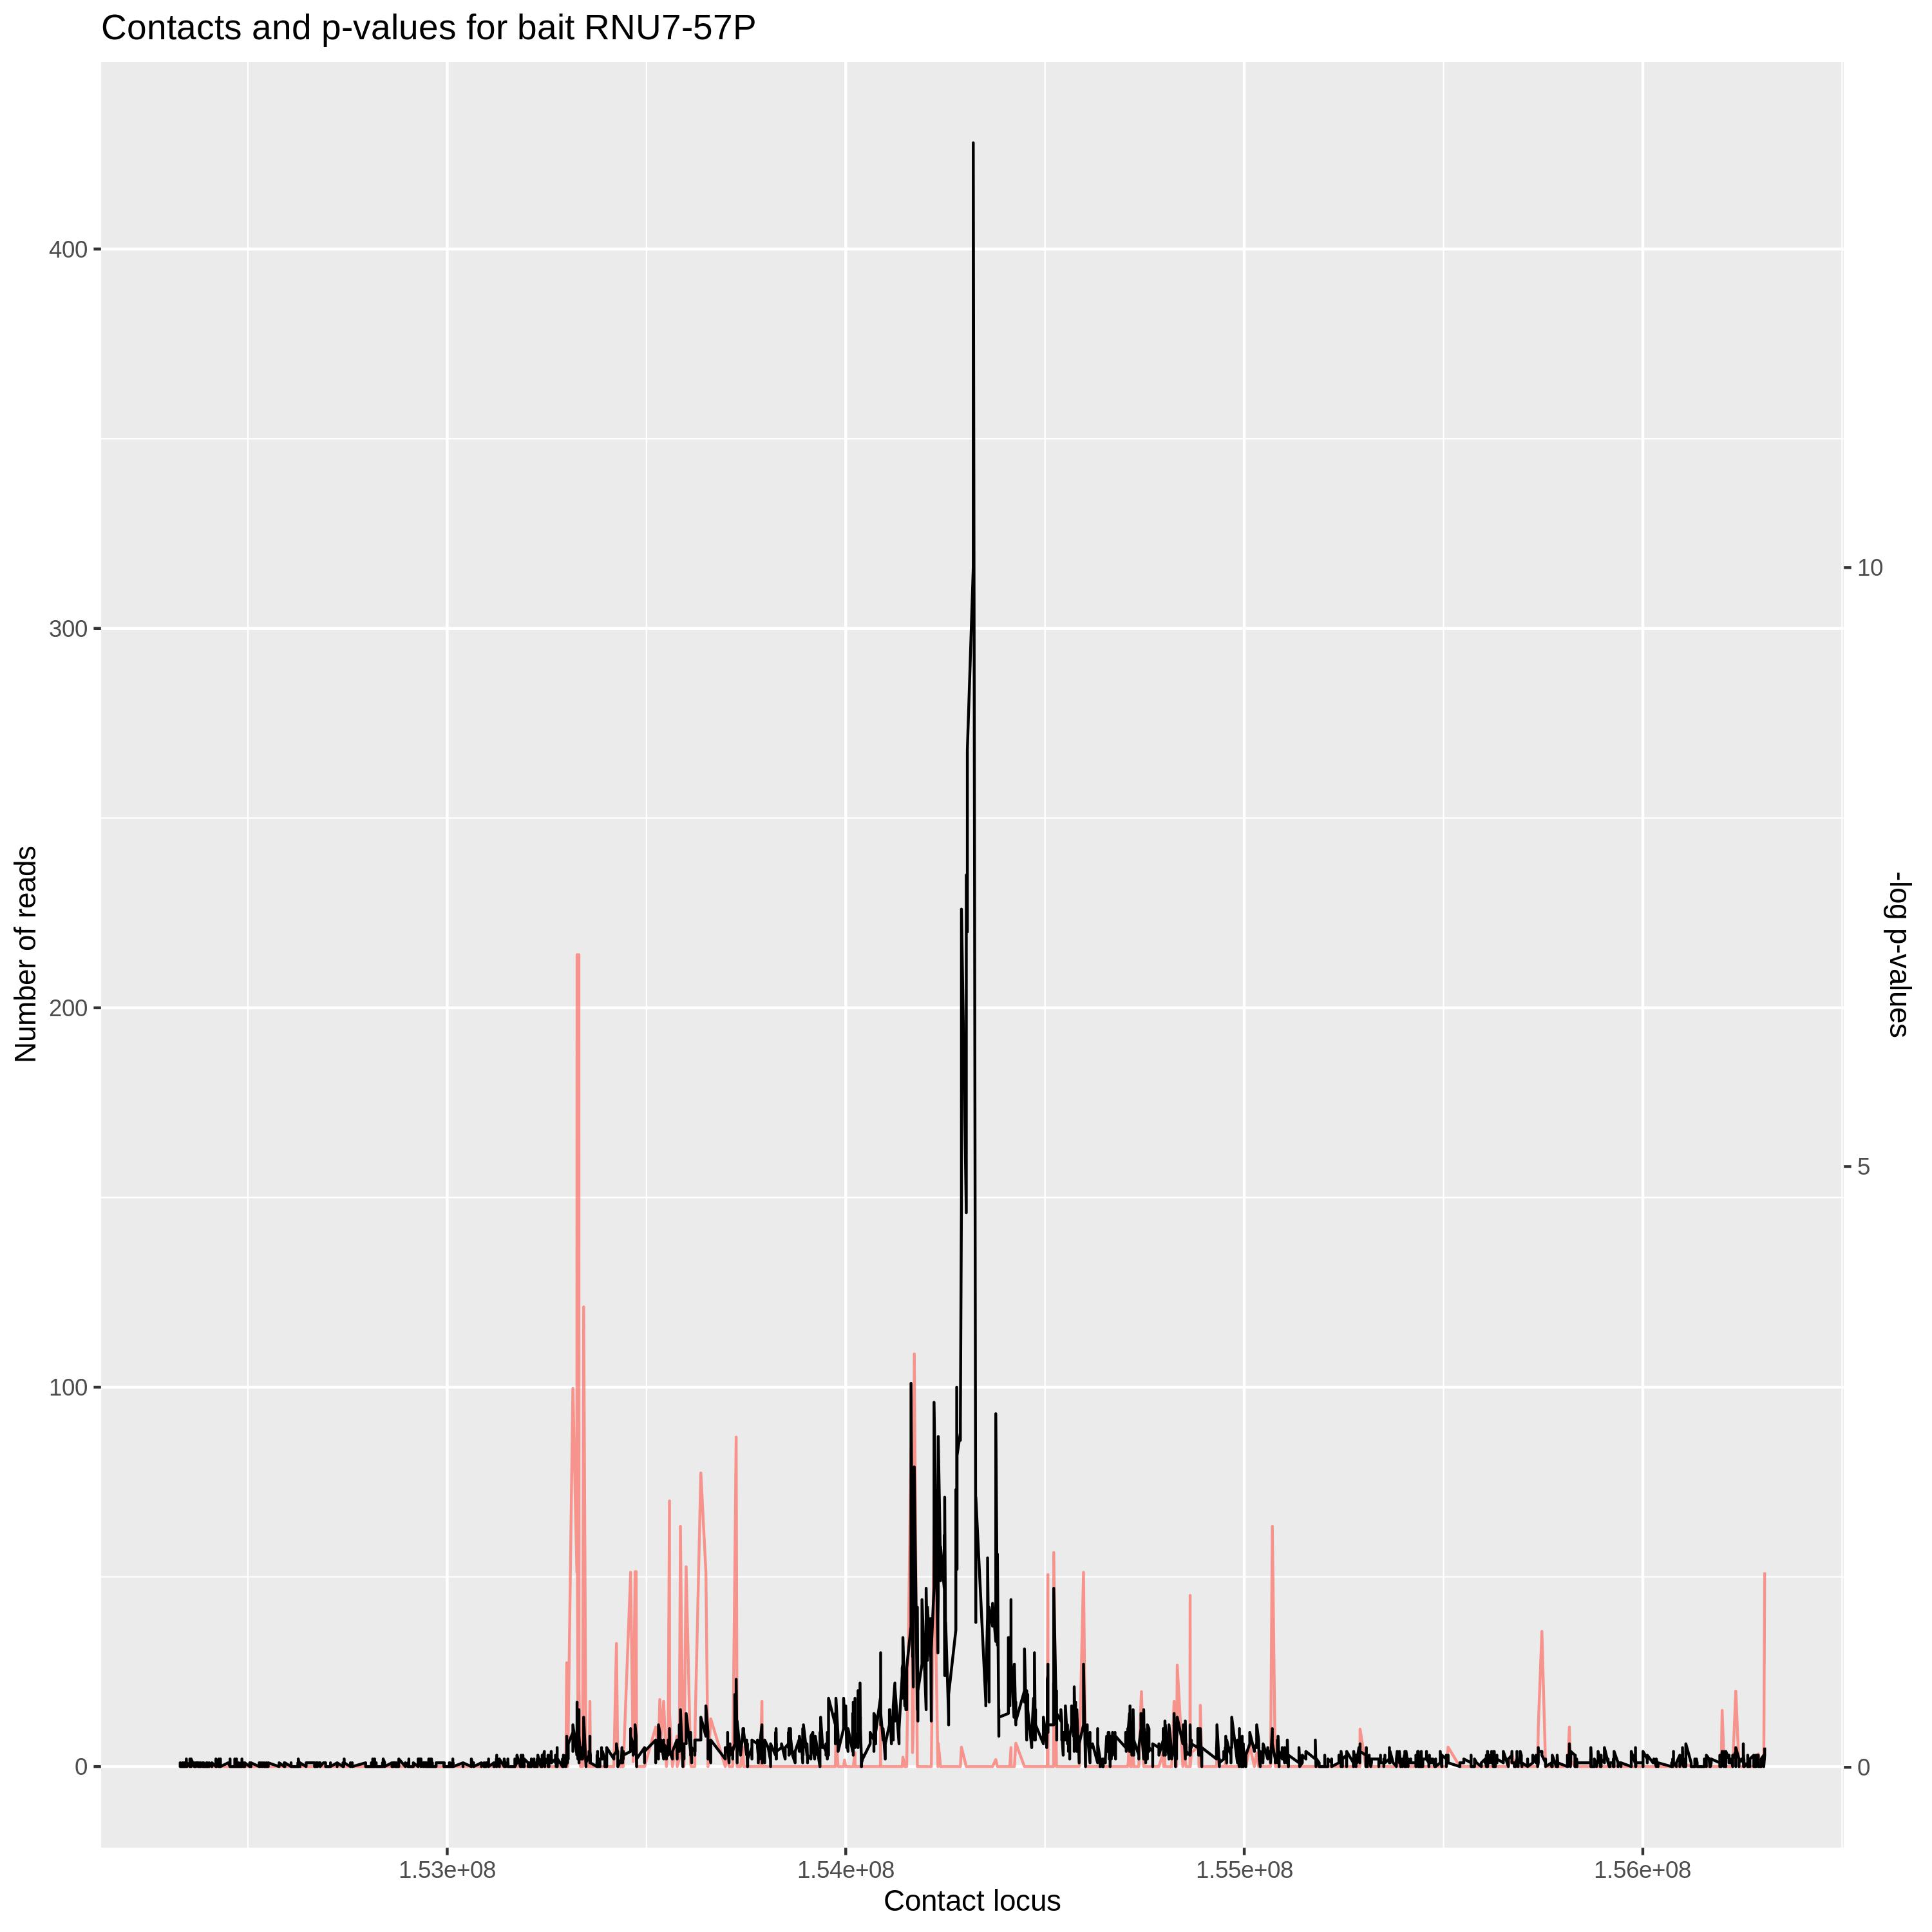 Contacts and p-values for bait RNU7-57P
400
300
200
100
0
Number of reads
10
5
0
-log p-values
1.53e+08
1.54e+08
1.55e+08
1.56e+08
Contact locus